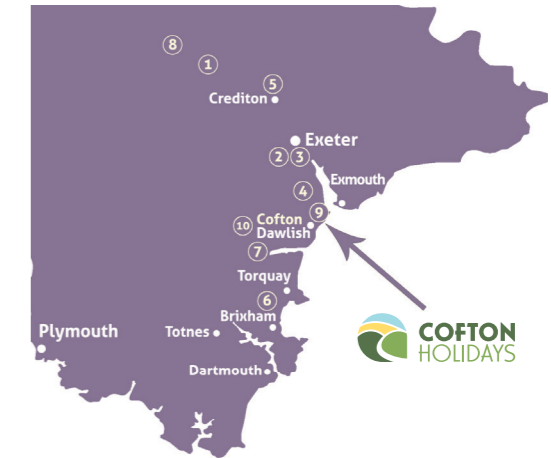 8
1
5
Crediton
Exeter
2 3
Exmouth
4
9
10
Cofton
Dawlish
7
Torquay
6
Brixham
Plymouth
Totnes
Dartmouth
COFTON
HOLIDAYS